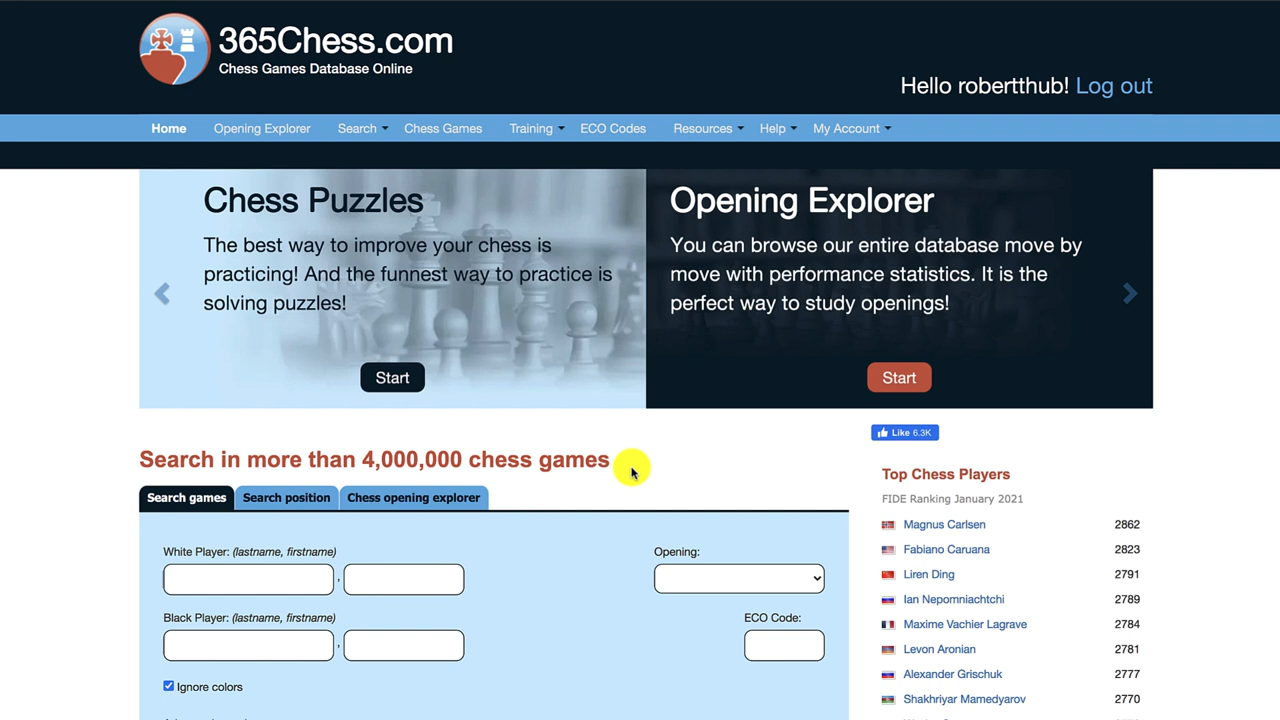 365Chess.com
Chess Games Database Online
Hello robertthub! Log out
Home Opening Explorer Search Chess Games Training ECO Codes Resources Help My Account
Chess Puzzles
The best way to improve your chess is
practicing! And the funnest way to practice is
solving puzzles!
Start
Opening Explorer
You can browse our entire database move by
move with performance statistics. It is the
perfect way to study openings!
Start
Like 6.3K
Search in more than 4,000,000 chess games
Search games Search position Chess opening explorer
White Player: (lastname, firstname)
,
Opening:
Black Player: (lastname, firstname)
,
ECO Code:
Ignore colors
Top Chess Players
FIDE Ranking January 2021
Magnus Carlsen 2862
Fabiano Caruana 2823
Liren Ding 2791
Ian Nepomniachtchi 2789
Maxime Vachier Lagrave 2784
Levon Aronian 2781
Alexander Grischuk 2777
Shakhriyar Mamedyarov 2770